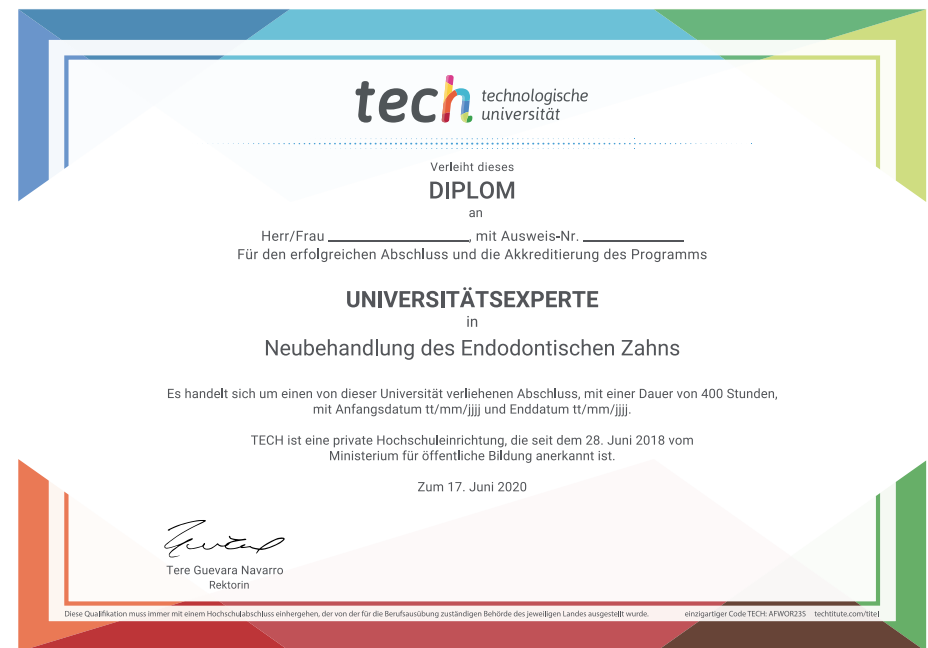 tech technologische
universität
Verleiht dieses
DIPLOM
an
Herr/Frau ____________________, mit Ausweis-Nr. ______________
Für den erfolgreichen Abschluss und die Akkreditierung des Programms
UNIVERSITÄTSEXPERTE
in
Neubehandlung des Endodontischen Zahns
Es handelt sich um einen von dieser Universität verliehenen Abschluss, mit einer Dauer von 400 Stunden,
mit Anfangsdatum tt/mm/jjjj und Enddatum tt/mm/jjjj.
TECH ist eine private Hochschuleinrichtung, die seit dem 28. Juni 2018 vom
Ministerium für öffentliche Bildung anerkannt ist.
Zum 17. Juni 2020
Tere Guevara Navarro
Rektorin
Diese Qualifikation muss immer mit einem Hochschulabschluss einhergehen, der von der für die Berufsausübung zuständigen Behörde des jeweiligen Landes ausgestellt wurde. einzigartiger Code TECH: AFWOR23S techtitute.com/titel